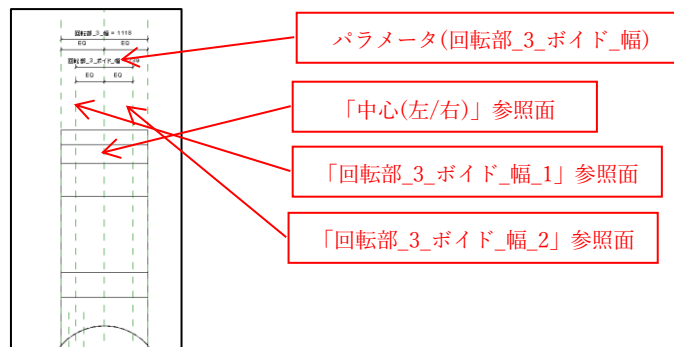 回転部_3_幅 = 1118
EQ EQ
回転部_3_ボイド_幅
EQ EQ
パラメータ(回転部_3_ボイド_幅)
「中心(左/右)」参照面
「回転部_3_ボイド_幅_1」参照面
「回転部_3_ボイド_幅_2」参照面